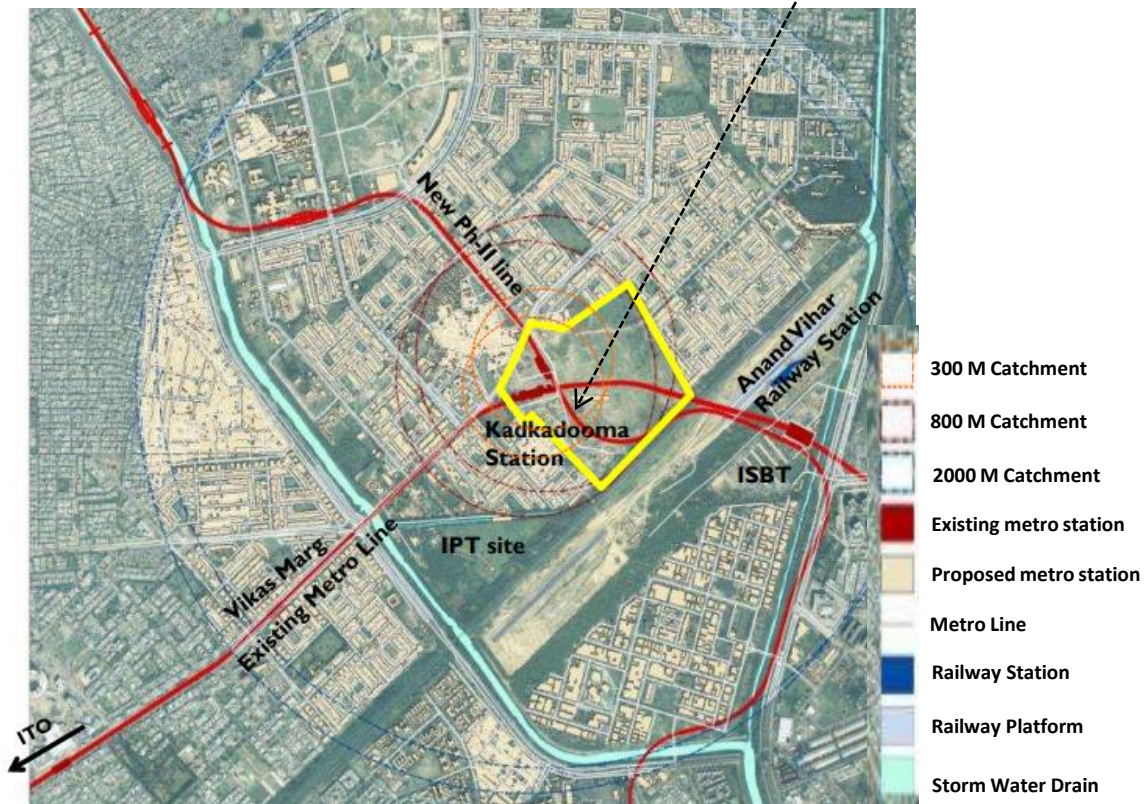 New Ph-II line
Anand Vihar
Railway Station
Kadkadooma
Station
ISBT
IPT site
Vikas Marg
Existing Metro Line
ITO
300 M Catchment
800 M Catchment
2000 M Catchment
Existing metro station
Proposed metro station
Metro Line
Railway Station
Railway Platform
Storm Water Drain